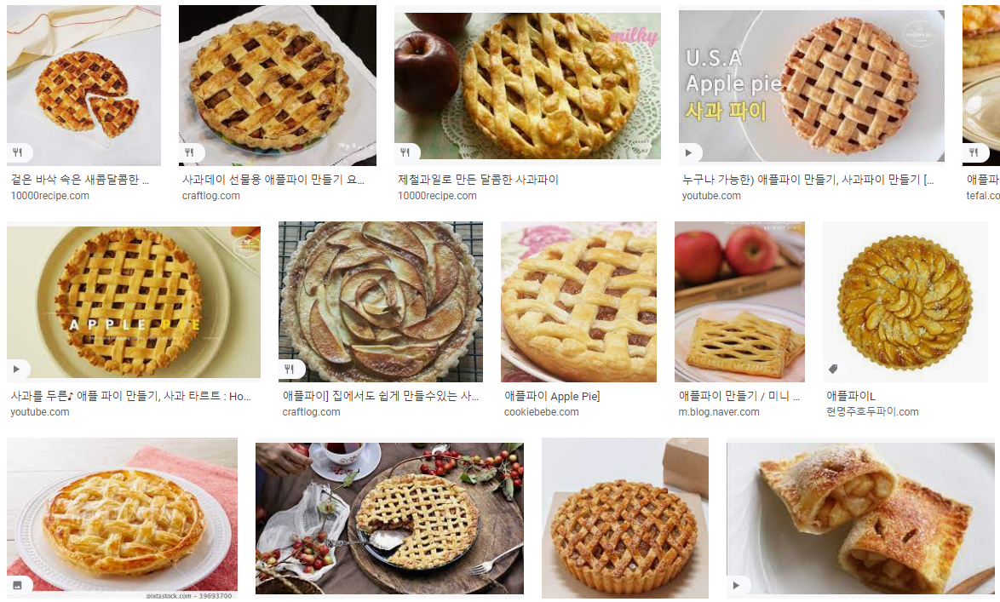 milky
U.S.A
Apple pie
사과 파이
겉은 바삭 속은 새콤달콤한 ...
10000recipe.com
사과데이 선물용 애플파이 만들기 요...
craftlog.com
제철과일로 만든 달콤한 사과파이
10000recipe.com
누구나 가능한) 애플파이 만들기, 사과파이 만들기 [...
youtube.com
애플파
tefal.co
APPLE PIE
사과를 두른♪ 애플 파이 만들기, 사과 타르트 : Ho...
youtube.com
애플파이] 집에서도 쉽게 만들수있는 사...
craftlog.com
애플파이 Apple Pie]
cookiebebe.com
애플파이 만들기 / 미니 ...
m.blog.naver.com
애플파이L
현명주호두파이.com
pixtastock.com - 39693700